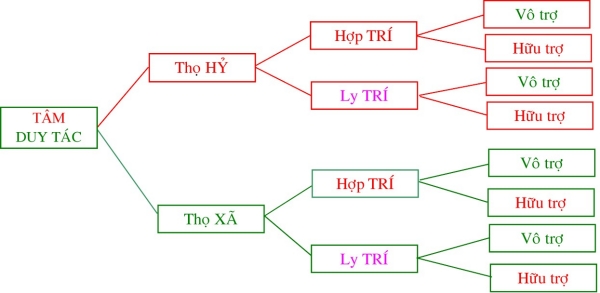 TÂM
DUY TÁC
Thọ HỶ
Hợp TRÍ
Vô trợ
Hữu trợ
Ly TRÍ
Vô trợ
Hữu trợ
Thọ XÃ
Hợp TRÍ
Vô trợ
Hữu trợ
Ly TRÍ
Vô trợ
Hữu trợ